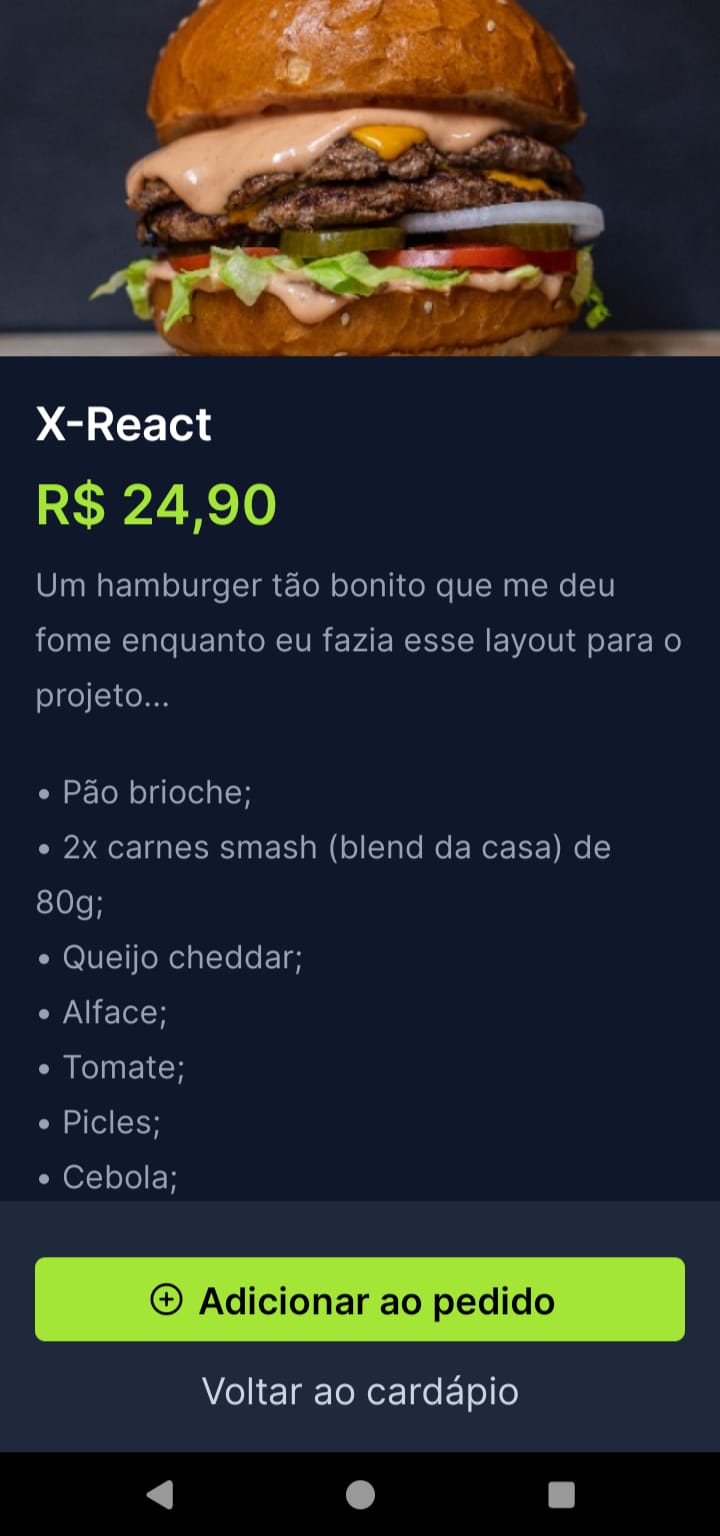 X-React
R$ 24,90
Um hamburger tão bonito que me deu
fome enquanto eu fazia esse layout para o
projeto...
• Pão brioche;
• 2x carnes smash (blend da casa) de
80g;
• Queijo cheddar;
• Alface;
• Tomate;
• Picles;
• Cebola;
Adicionar ao pedido
Voltar ao cardápio